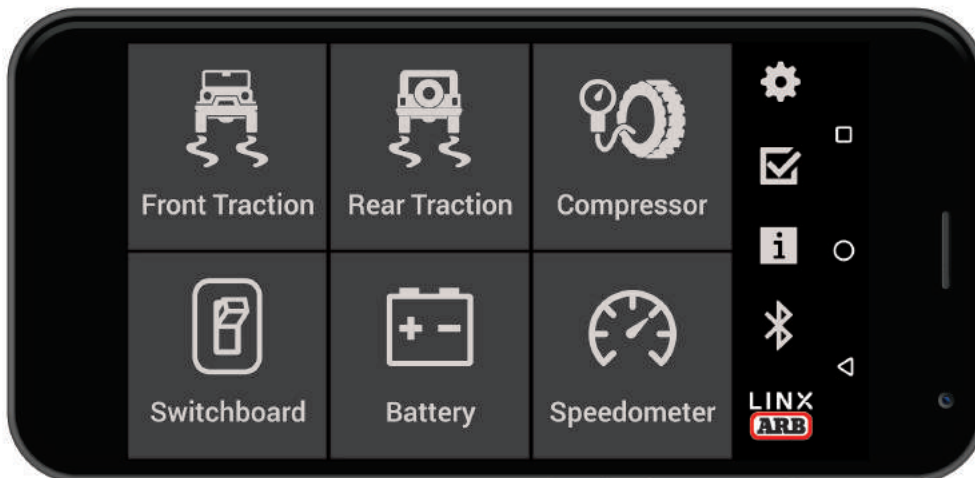 Front Traction
Rear Traction
Compressor
Switchboard
Battery
Speedometer
LINX
ARB